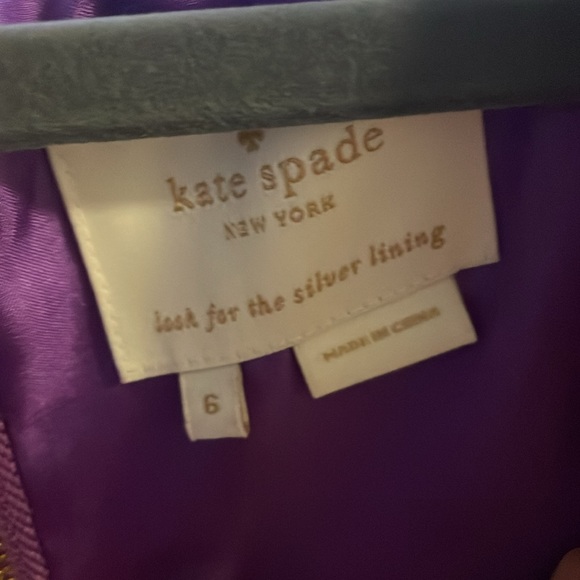 kate spade
NEW YORK
look for the silver lining
MADE IN CHINA
6